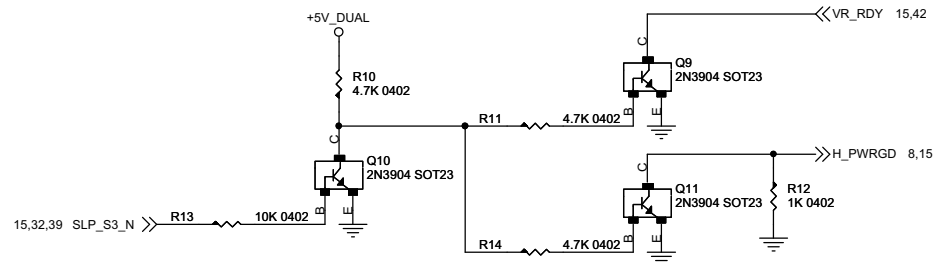 +5V_DUAL
VR_RDY 15,42
C
Q9
2N3904 SOT23
R10
4.7K 0402
B
E
R11
4.7K 0402
C
Q10
2N3904 SOT23
H_PWRGD 8,15
C
Q11
2N3904 SOT23
R12
1K 0402
15,32,39 SLP_S3_N
R13
10K 0402
B
E
B
E
R14
4.7K 0402